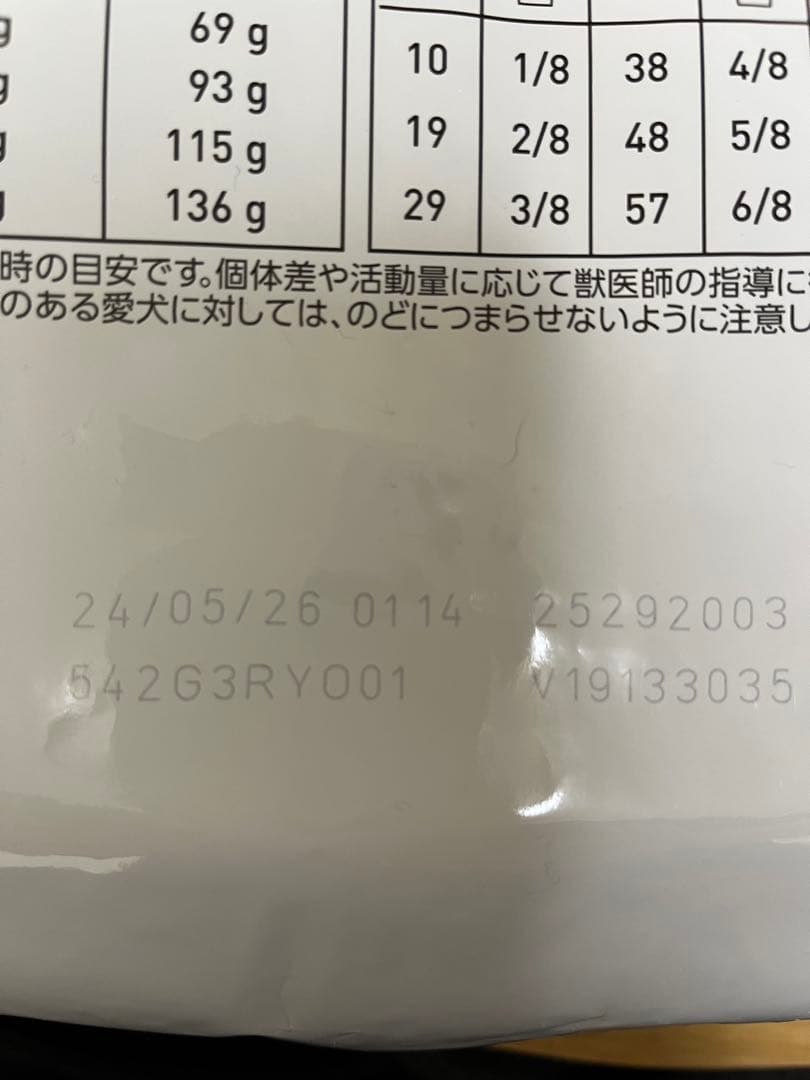 69 g
93 g
115 g
136 g
10 1/8 38 4/8
19 2/8 48 5/8
29 3/8 57 6/8
時の目安です。個体差や活動量に応じて獣医師の指導に
のある愛犬に対しては、のどにつまらせないように注意し
24/05/26 0114 25292003
542G3RY001 V19133035